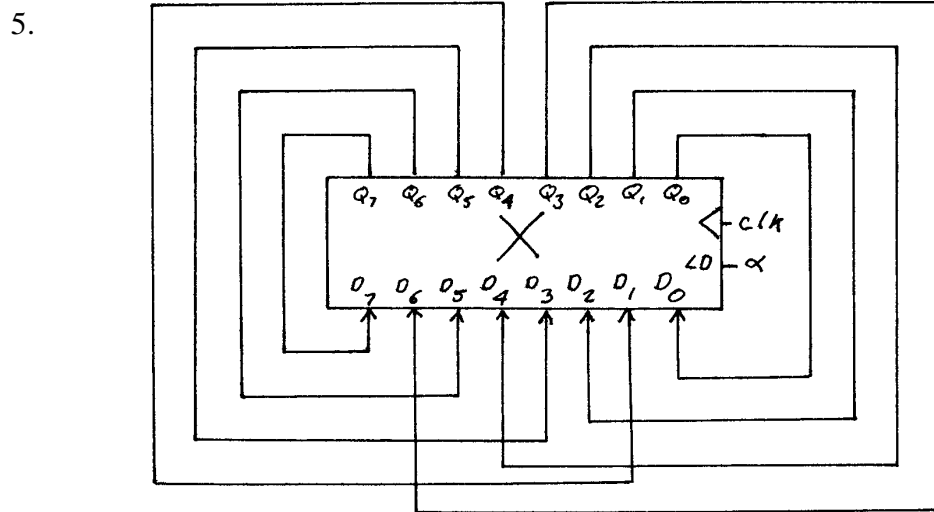 5.
Q7 Q6 Q5 Q4 Q3 Q2 Q1 Q0
clk
X
LD α
D7 D6 D5 D4 D3 D2 D1 D0